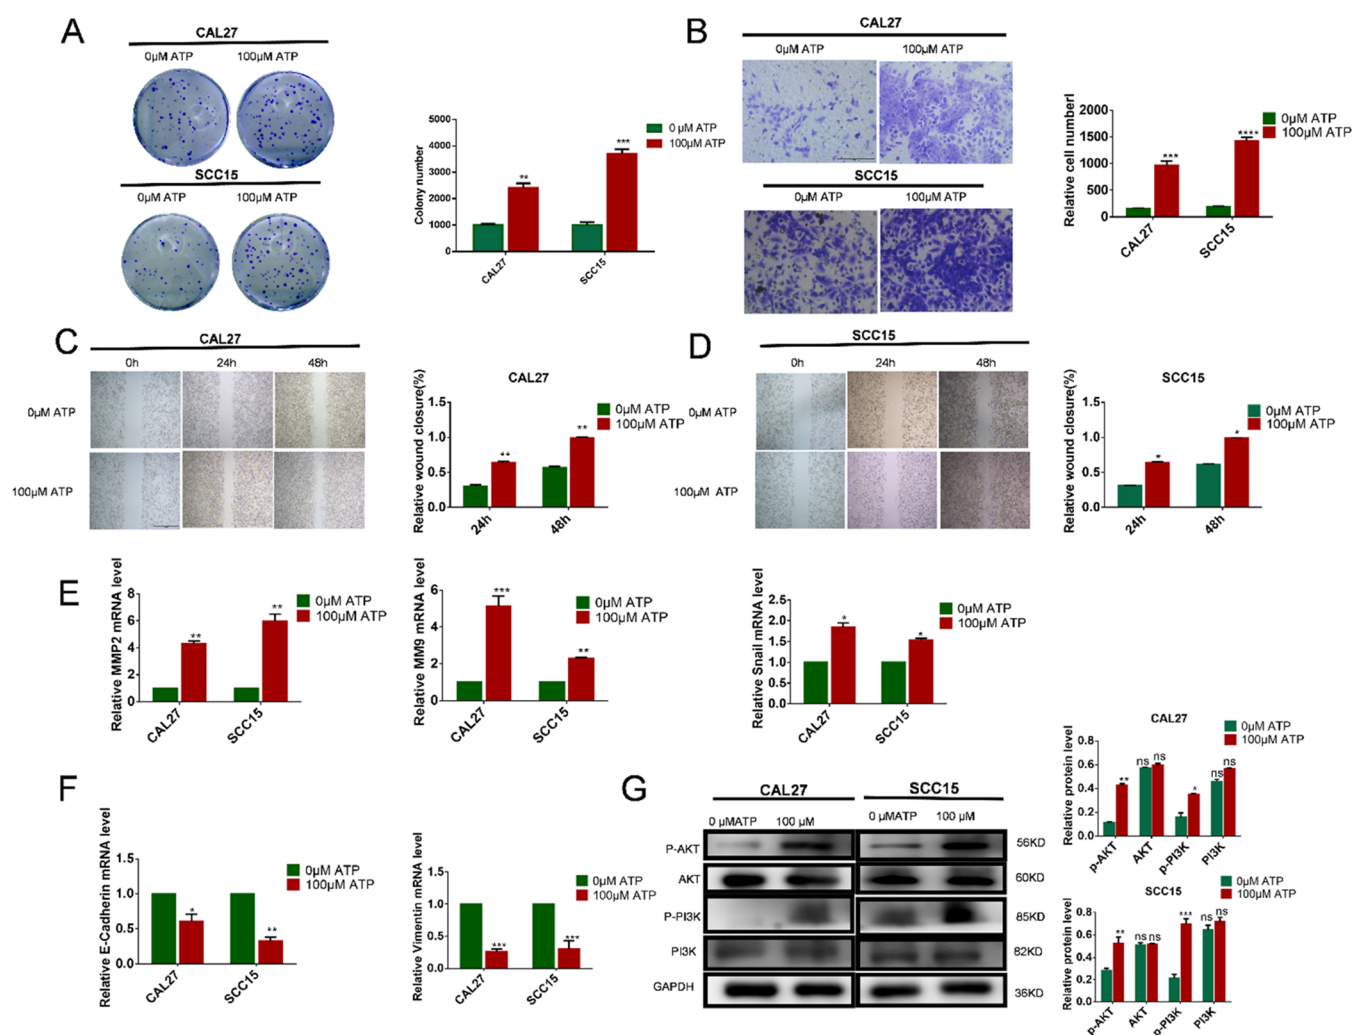 A
CAL27
0µM ATP 100µM ATP
SCC15
0µM ATP 100µM ATP
Colony number
5000
4000
3000
2000
1000
0
** ***
CAL27 SCC15
0 µM ATP
100µM ATP
B
CAL27
0µM ATP 100µM ATP
SCC15
0µM ATP 100µM ATP
Relative cell numberl
2000
1500
1000
500
0
*** ****
CAL27 SCC15
0µM ATP
100µM ATP
C
CAL27
0h 24h 48h
0µM ATP
100µM ATP
CAL27
Relative wound closure(%)
1.5
1.0
0.5
0.0
** **
24h 48h
0µM ATP
100µM ATP
D
SCC15
0h 24h 48h
0µM ATP
100µM ATP
SCC15
Relative wound closure(%)
1.5
1.0
0.5
0.0
* *
24h 48h
0µM ATP
100µM ATP
E
Relative MMP2 mRNA level
8
6
4
2
0
** **
CAL27 SCC15
0µM ATP
100µM ATP
Relative MM9 mRNA level
6
4
2
0
*** **
CAL27 SCC15
0µM ATP
100µM ATP
Relative Snail mRNA level
2.5
2.0
1.5
1.0
0.5
0.0
* *
CAL27 SCC15
0µM ATP
100µM ATP
F
Relative E-Cadherin mRNA level
1.5
1.0
0.5
0.0
* **
CAL27 SCC15
0µM ATP
100µM ATP
Relative Vimentin mRNA level
1.5
1.0
0.5
0.0
*** ***
CAL27 SCC15
0µM ATP
100µM ATP
G
CAL27 SCC15
0 µMATP 100 µM 0 µMATP 100 µM
P-AKT 56KD
AKT 60KD
P-PI3K 85KD
PI3K 82KD
GAPDH 36KD
CAL27
Relative protein level
0.8
0.6
0.4
0.2
0.0
** ns ns * ns ns
p-AKT AKT p-PI3K PI3K
0µM ATP
100µM ATP
SCC15
Relative protein level
0.8
0.6
0.4
0.2
0.0
** ns ns *** ns ns
p-AKT AKT p-PI3K PI3K
0µM ATP
100µM ATP